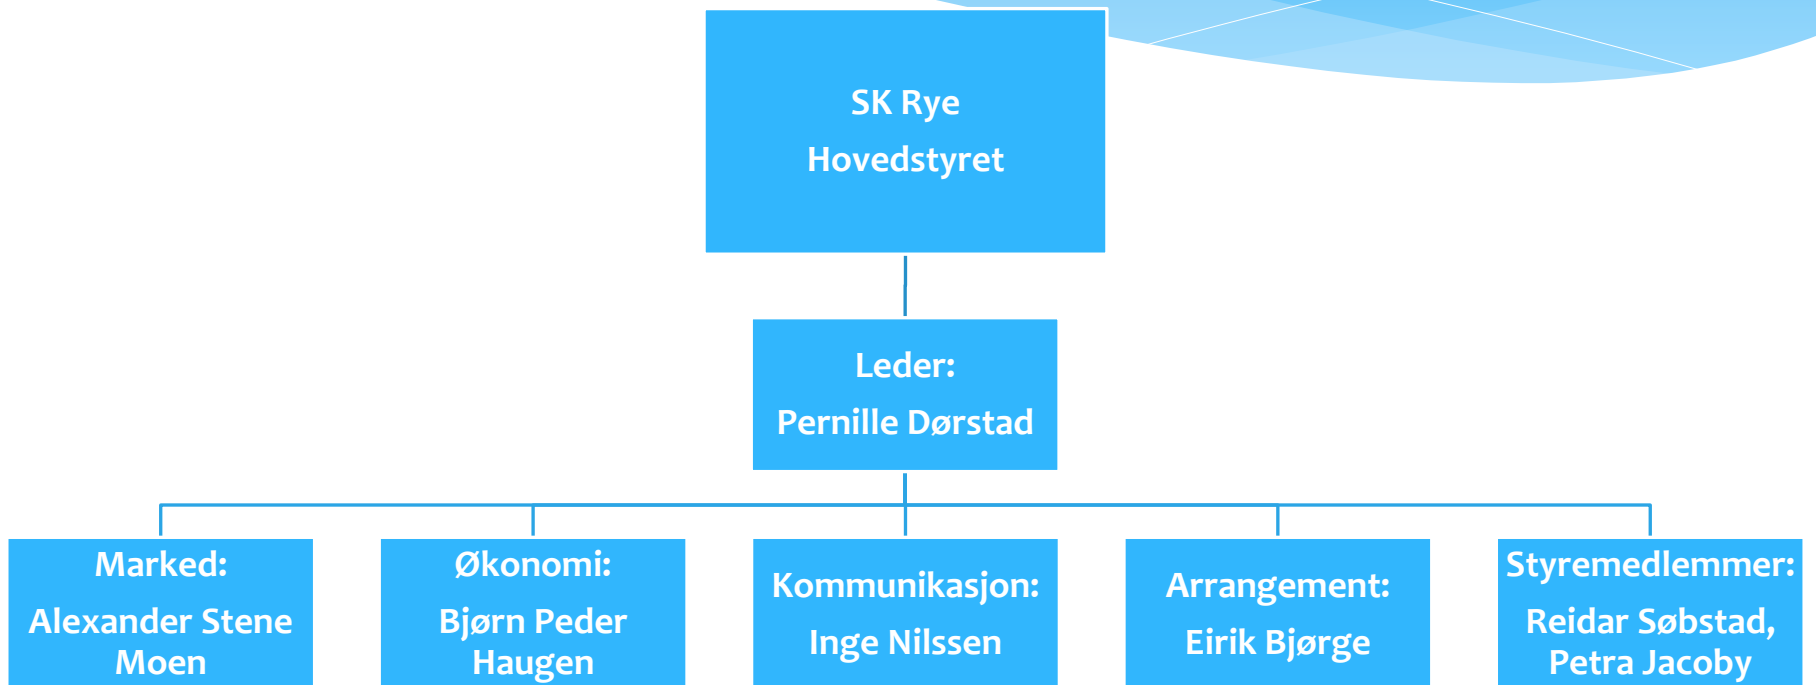 SK Rye
Hovedstyret
Leder:
Pernille Dørstad
Marked:
Alexander Stene
Moen
Økonomi:
Bjørn Peder
Haugen
Kommunikasjon:
Inge Nilssen
Arrangement:
Eirik Bjørge
Styremedlemmer:
Reidar Søbstad,
Petra Jacoby